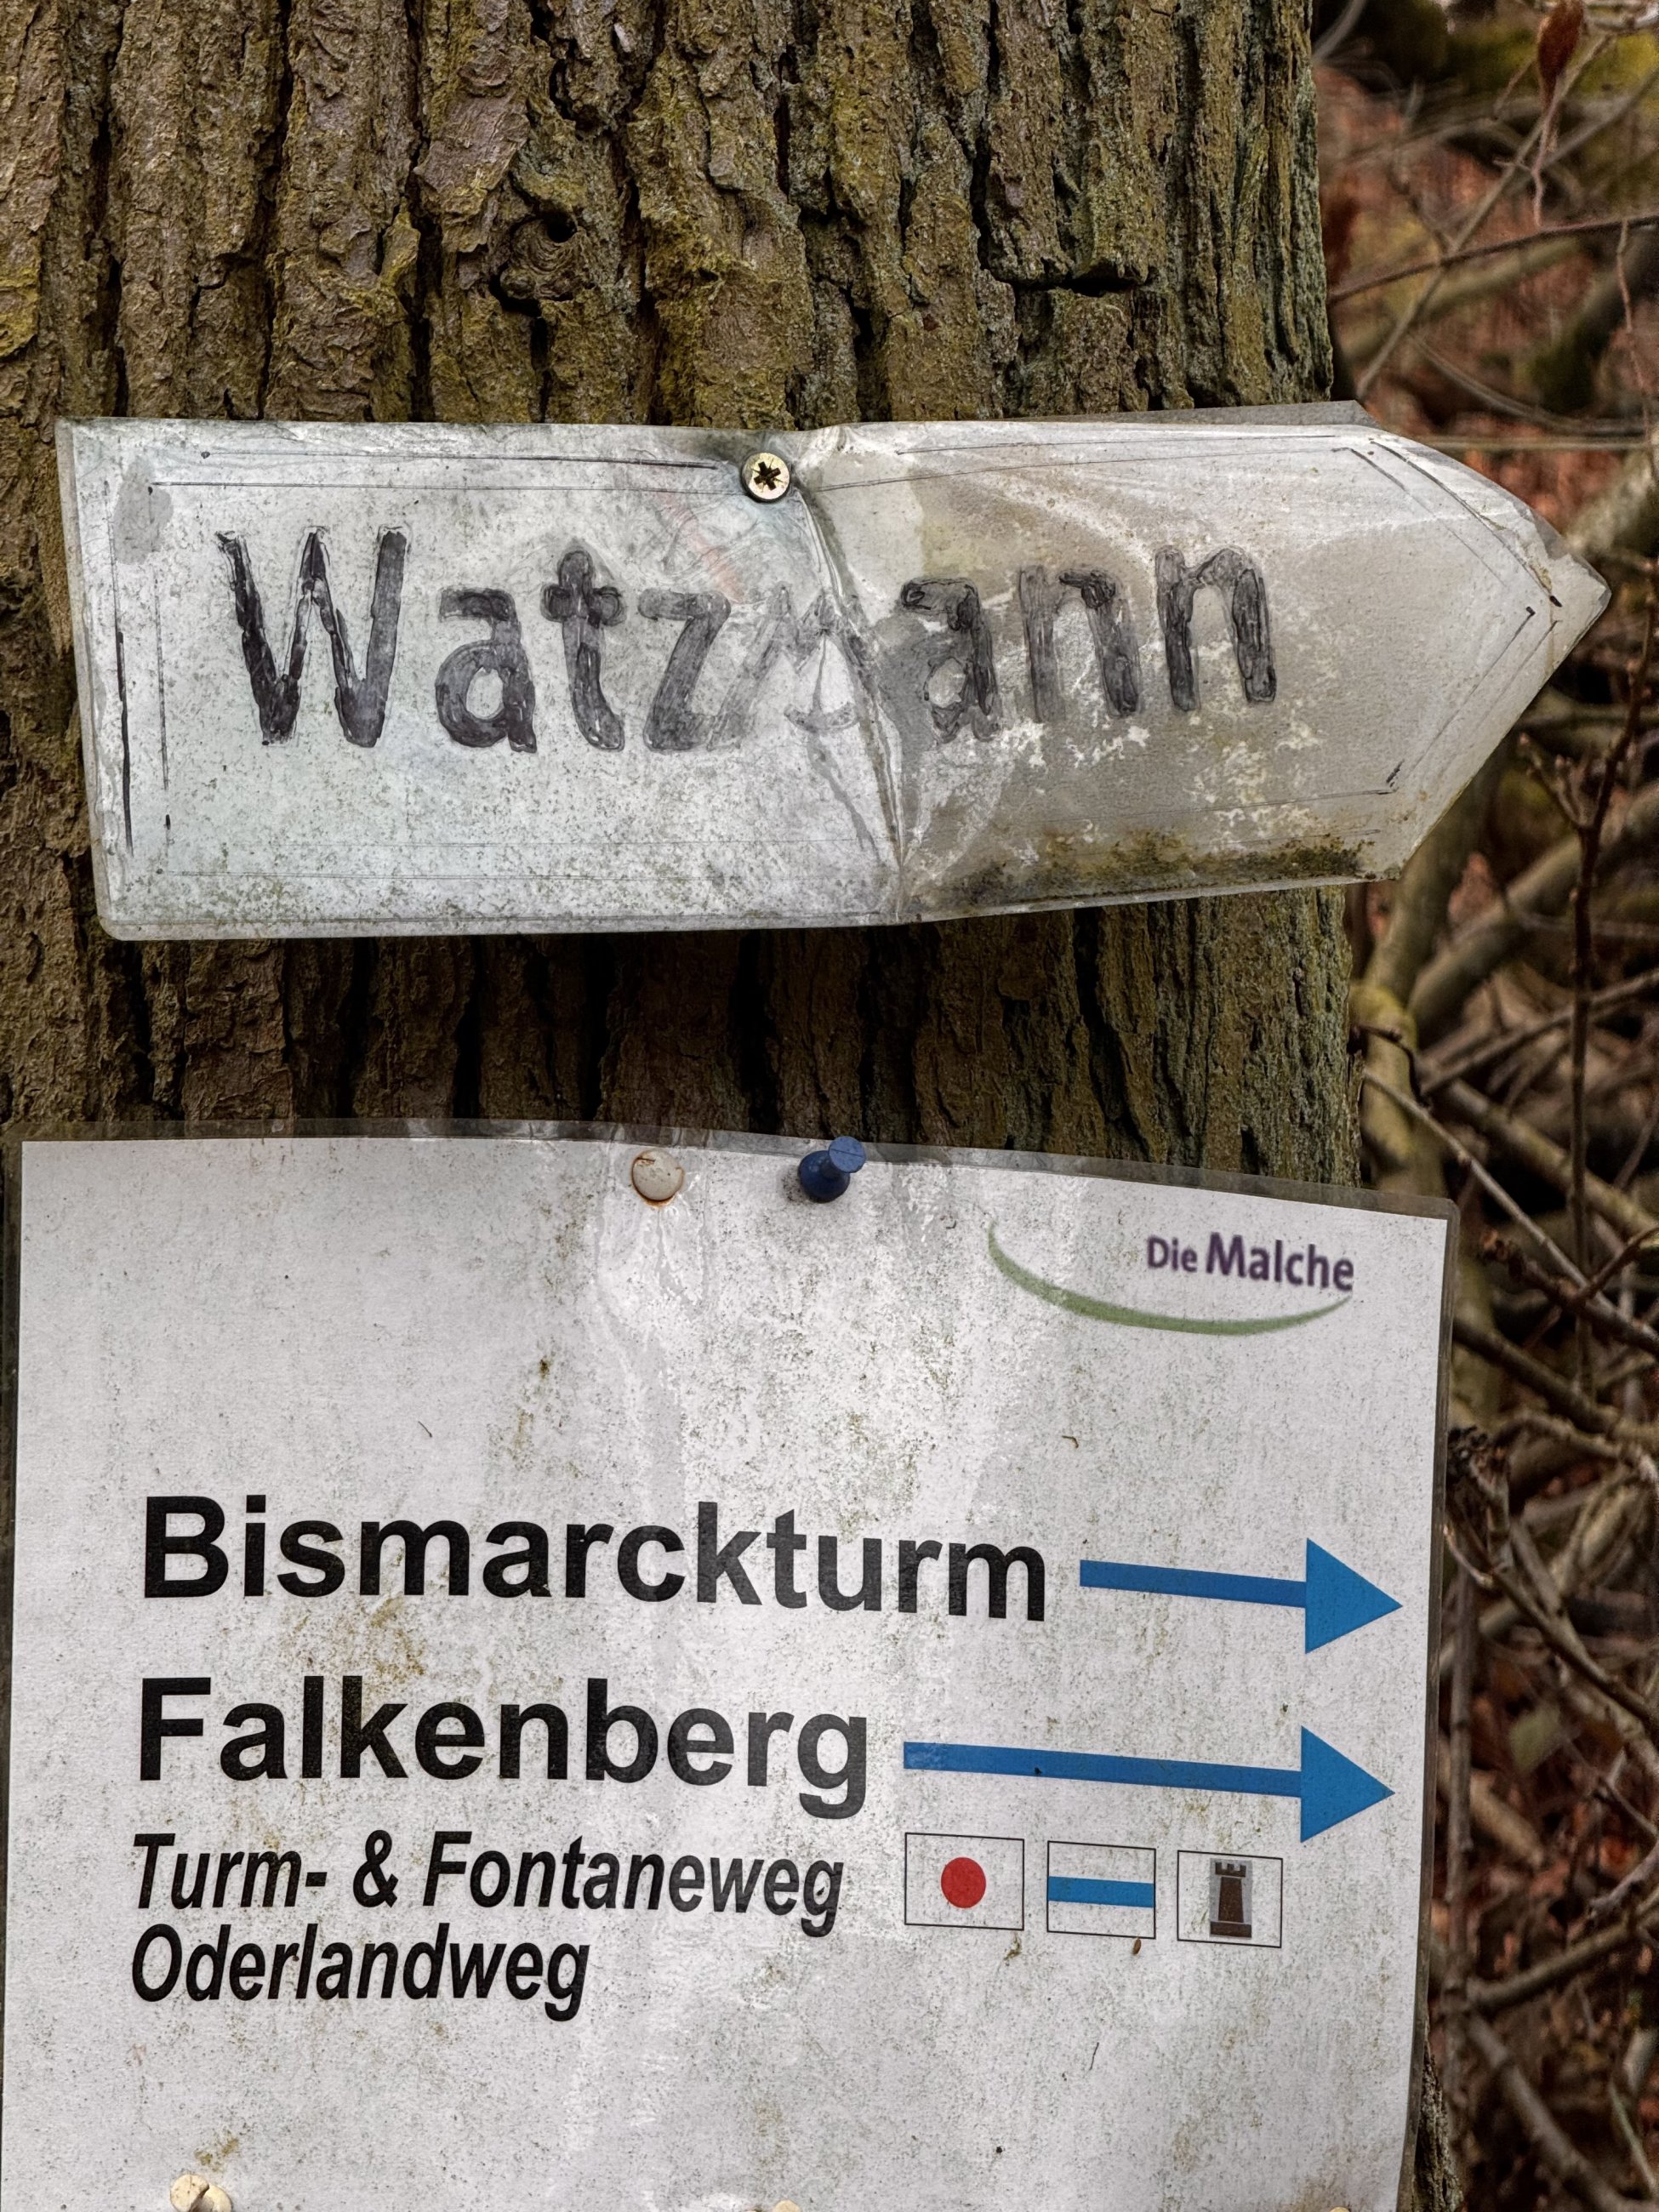 Watzmann
Die Malche
Bismarckturm
Falkenberg
Turm- & Fontaneweg
Oderlandweg